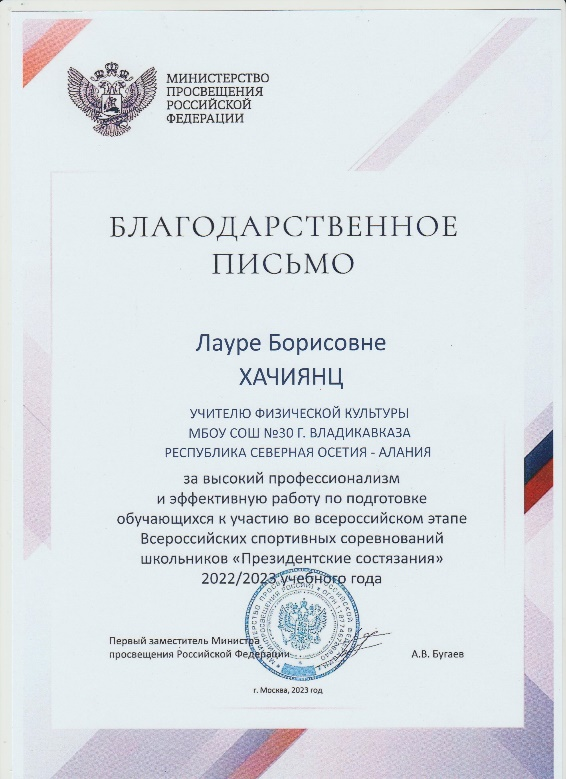 МИНИСТЕРСТВО
ПРОСВЕЩЕНИЯ
РОССИЙСКОЙ
ФЕДЕРАЦИИ
БЛАГОДАРСТВЕННОЕ
ПИСЬМО
Лауре Борисовне
ХАЧИЯНЦ
УЧИТЕЛЮ ФИЗИЧЕСКОЙ КУЛЬТУРЫ
МБОУ СОШ №30 Г. ВЛАДИКАВКАЗА
РЕСПУБЛИКА СЕВЕРНАЯ ОСЕТИЯ - АЛАНИЯ
за высокий профессионализм
и эффективную работу по подготовке
обучающихся к участию во всероссийском этапе
Всероссийских спортивных соревнований
школьников «Президентские состязания»
2022/2023 учебного года
Первый заместитель Министра
просвещения Российской Федерации
А.В. Бугаев
г. Москва, 2023 год